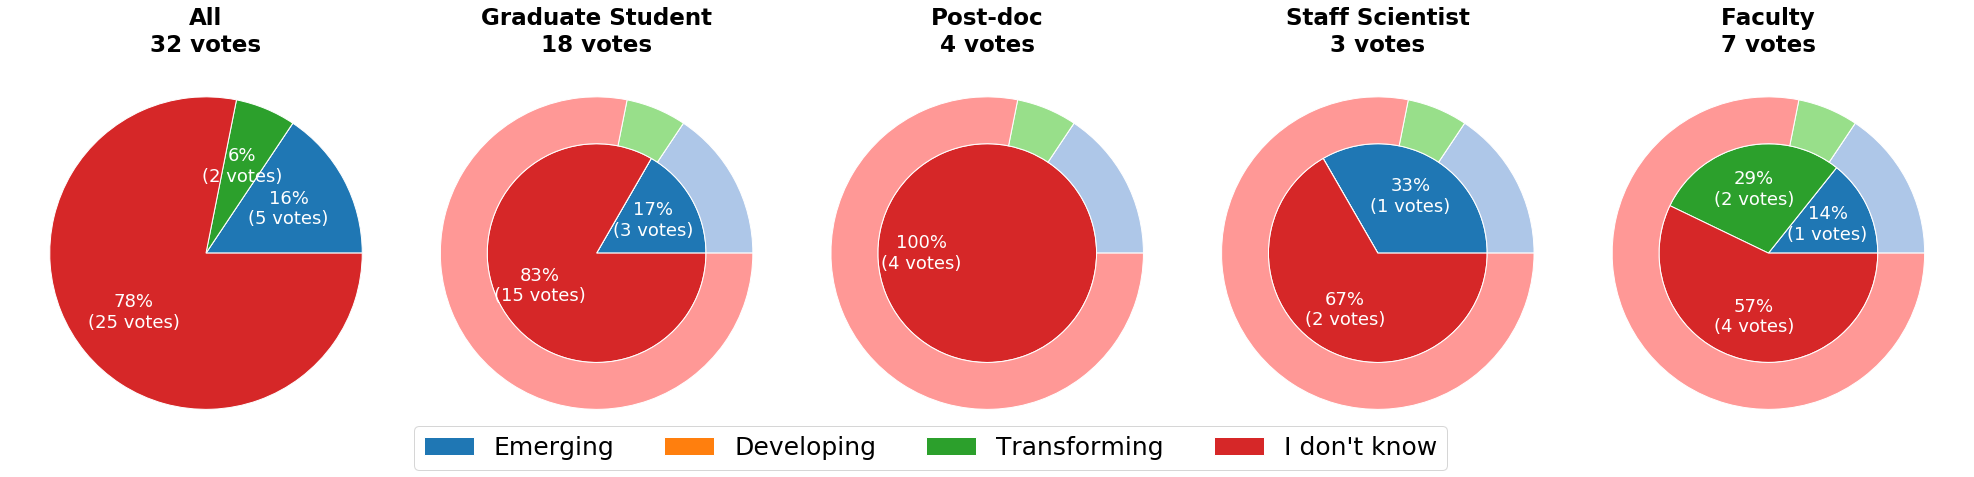 All
32 votes
6%
(2 votes)
16%
(5 votes)
78%
(25 votes)
Graduate Student
18 votes
17%
(3 votes)
83%
(15 votes)
Post-doc
4 votes
100%
(4 votes)
Staff Scientist
3 votes
33%
(1 votes)
67%
(2 votes)
Faculty
7 votes
29%
(2 votes)
14%
(1 votes)
57%
(4 votes)
Emerging
Developing
Transforming
I don't know